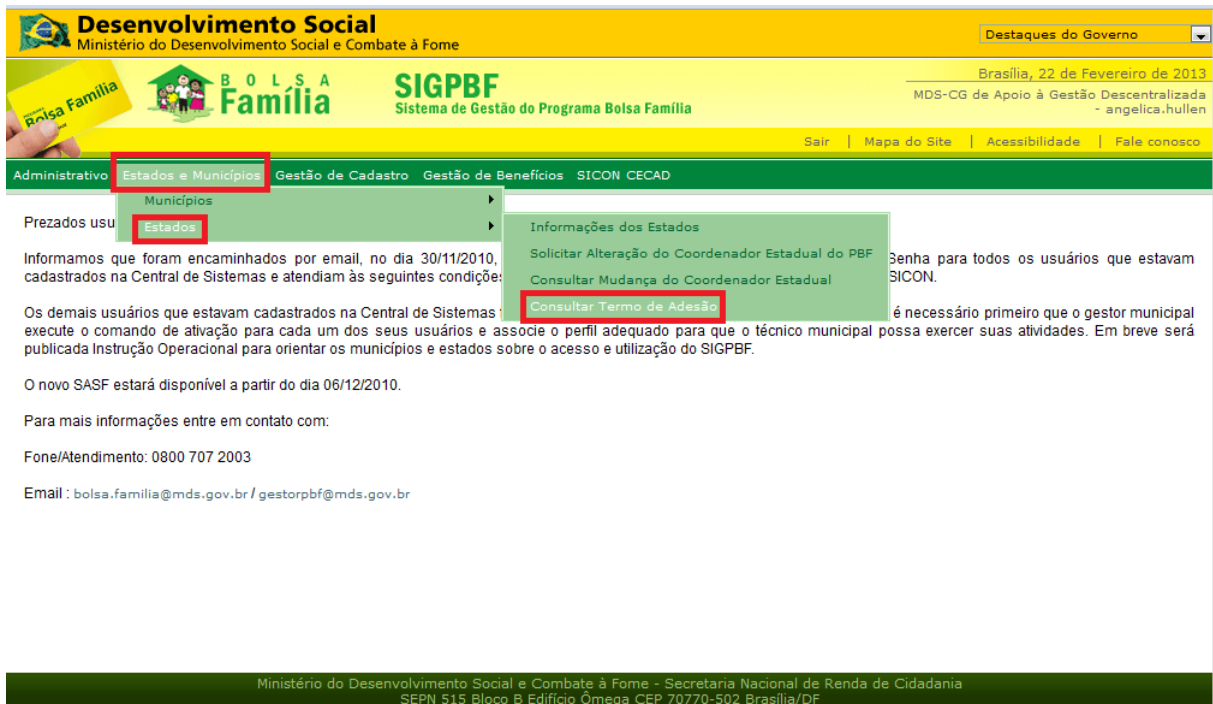 Desenvolvimento Social
Ministério do Desenvolvimento Social e Combate à Fome
Destaques do Governo
Bolsa Família
BOLSA
Família
SIGPBF
Sistema de Gestão do Programa Bolsa Família
Brasília, 22 de Fevereiro de 2013
MDS-CG de Apoio à Gestão Descentralizada
- angelica.hullen
Sair | Mapa do Site | Acessibilidade | Fale conosco
Administrativo Estados e Municípios Gestão de Cadastro Gestão de Benefícios SICON CECAD
Municípios
Estados
Informações dos Estados
Solicitar Alteração do Coordenador Estadual do PBF
Consultar Mudança do Coordenador Estadual
Consultar Termo de Adesão
Prezados usu
Informamos que foram encaminhados por email, no dia 30/11/2010, Senha para todos os usuários que estavam
cadastrados na Central de Sistemas e atendiam às seguintes condições SICON.
Os demais usuários que estavam cadastrados na Central de Sistemas é necessário primeiro que o gestor municipal
execute o comando de ativação para cada um dos seus usuários e associe o perfil adequado para que o técnico municipal possa exercer suas atividades. Em breve será
publicada Instrução Operacional para orientar os municípios e estados sobre o acesso e utilização do SIGPBF.
O novo SASF estará disponível a partir do dia 06/12/2010.
Para mais informações entre em contato com:
Fone/Atendimento: 0800 707 2003
Email : bolsa.familia@mds.gov.br / gestorpbf@mds.gov.br
Ministério do Desenvolvimento Social e Combate à Fome - Secretaria Nacional de Renda de Cidadania
SEPN 515 Bloco B Edifício Ômega CEP 70770-502 Brasília/DF